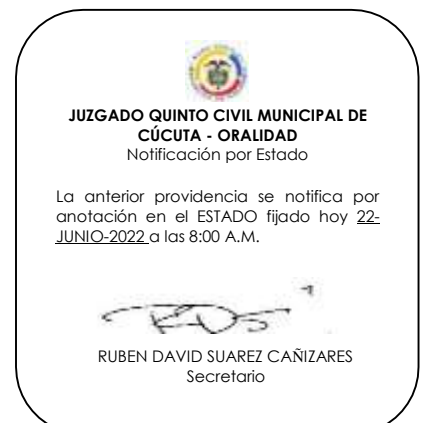 JUZGADO QUINTO CIVIL MUNICIPAL DE
CÚCUTA - ORALIDAD
Notificación por Estado
La anterior providencia se notifica por
anotación en el ESTADO fijado hoy 22-
JUNIO-2022 a las 8:00 A.M.
RUBEN DAVID SUAREZ CAÑIZARES
Secretario